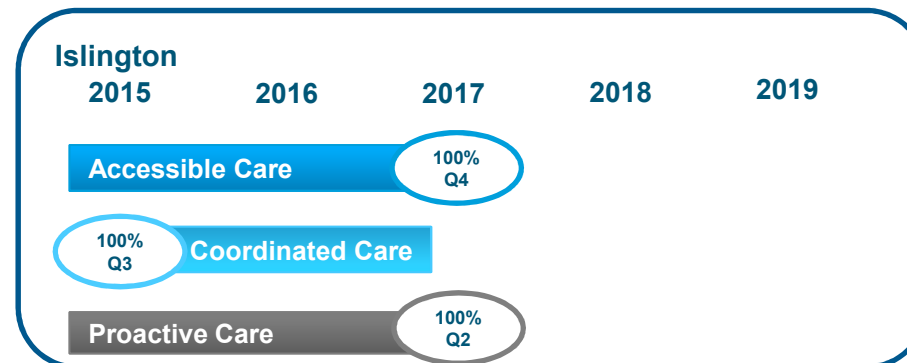 Islington
2015 2016 2017 2018 2019
Accessible Care
100%
Q4
100%
Q3
Coordinated Care
Proactive Care
100%
Q2